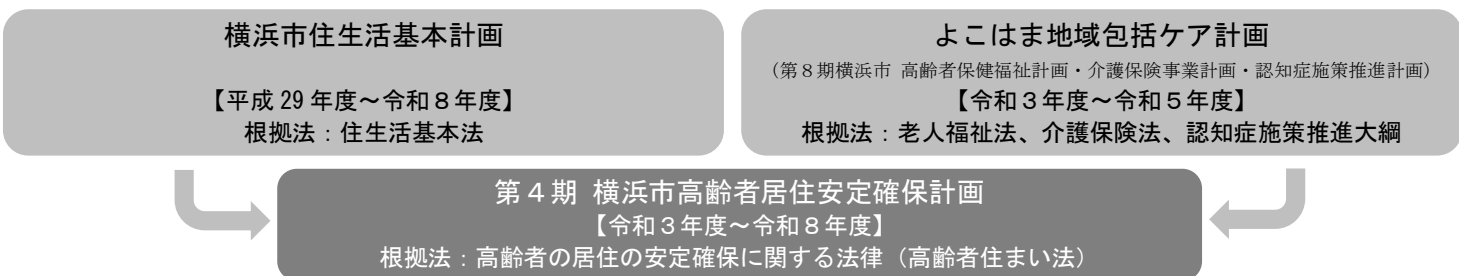 横浜市住生活基本計画
【平成 29 年度～令和８年度】
根拠法：住生活基本法
よこはま地域包括ケア計画
（第８期横浜市 高齢者保健福祉計画・介護保険事業計画・認知症施策推進計画）
【令和３年度～令和５年度】
根拠法：老人福祉法、介護保険法、認知症施策推進大綱
第４期 横浜市高齢者居住安定確保計画
【令和３年度～令和８年度】
根拠法：高齢者の居住の安定確保に関する法律（高齢者住まい法）